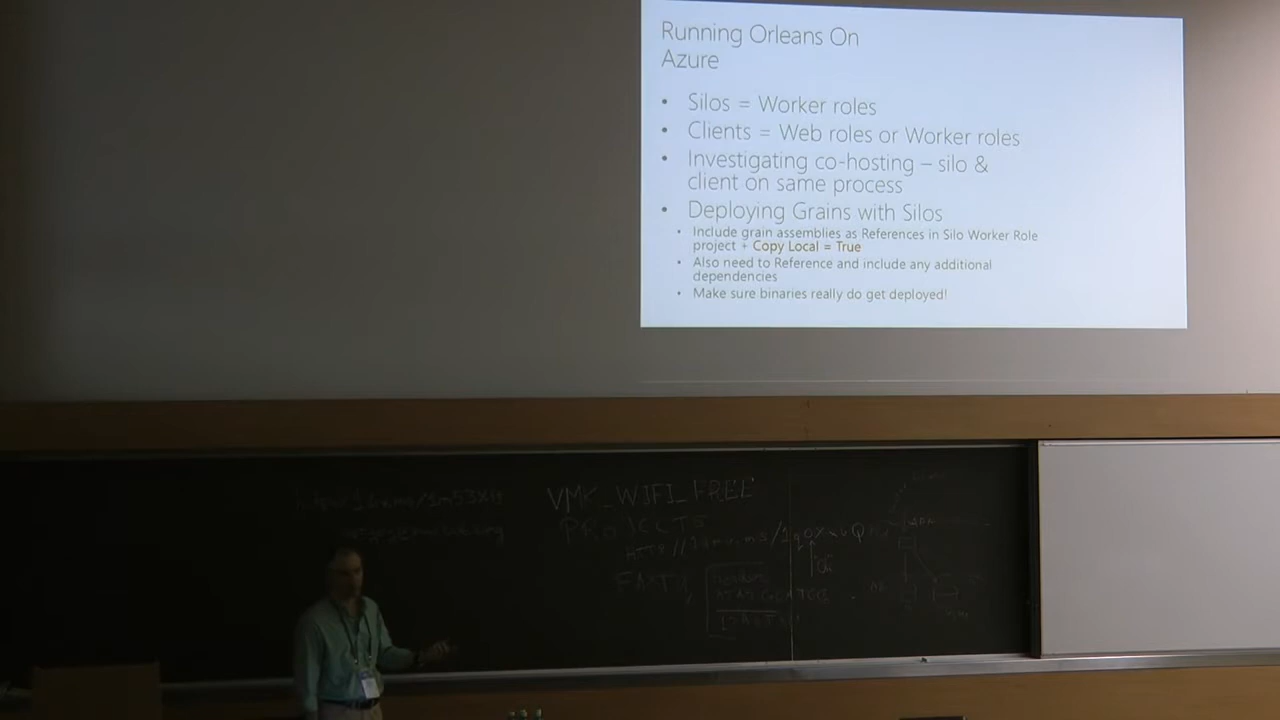 Running Orleans On
Azure
• Silos = Worker roles
• Clients = Web roles or Worker roles
• Investigating co-hosting – silo &
client on same process
• Deploying Grains with Silos
• Include grain assemblies as References in Silo Worker Role
project + Copy Local = True
• Also need to Reference and include any additional
dependencies
• Make sure binaries really do get deployed!
VMK_WIFI_FREE